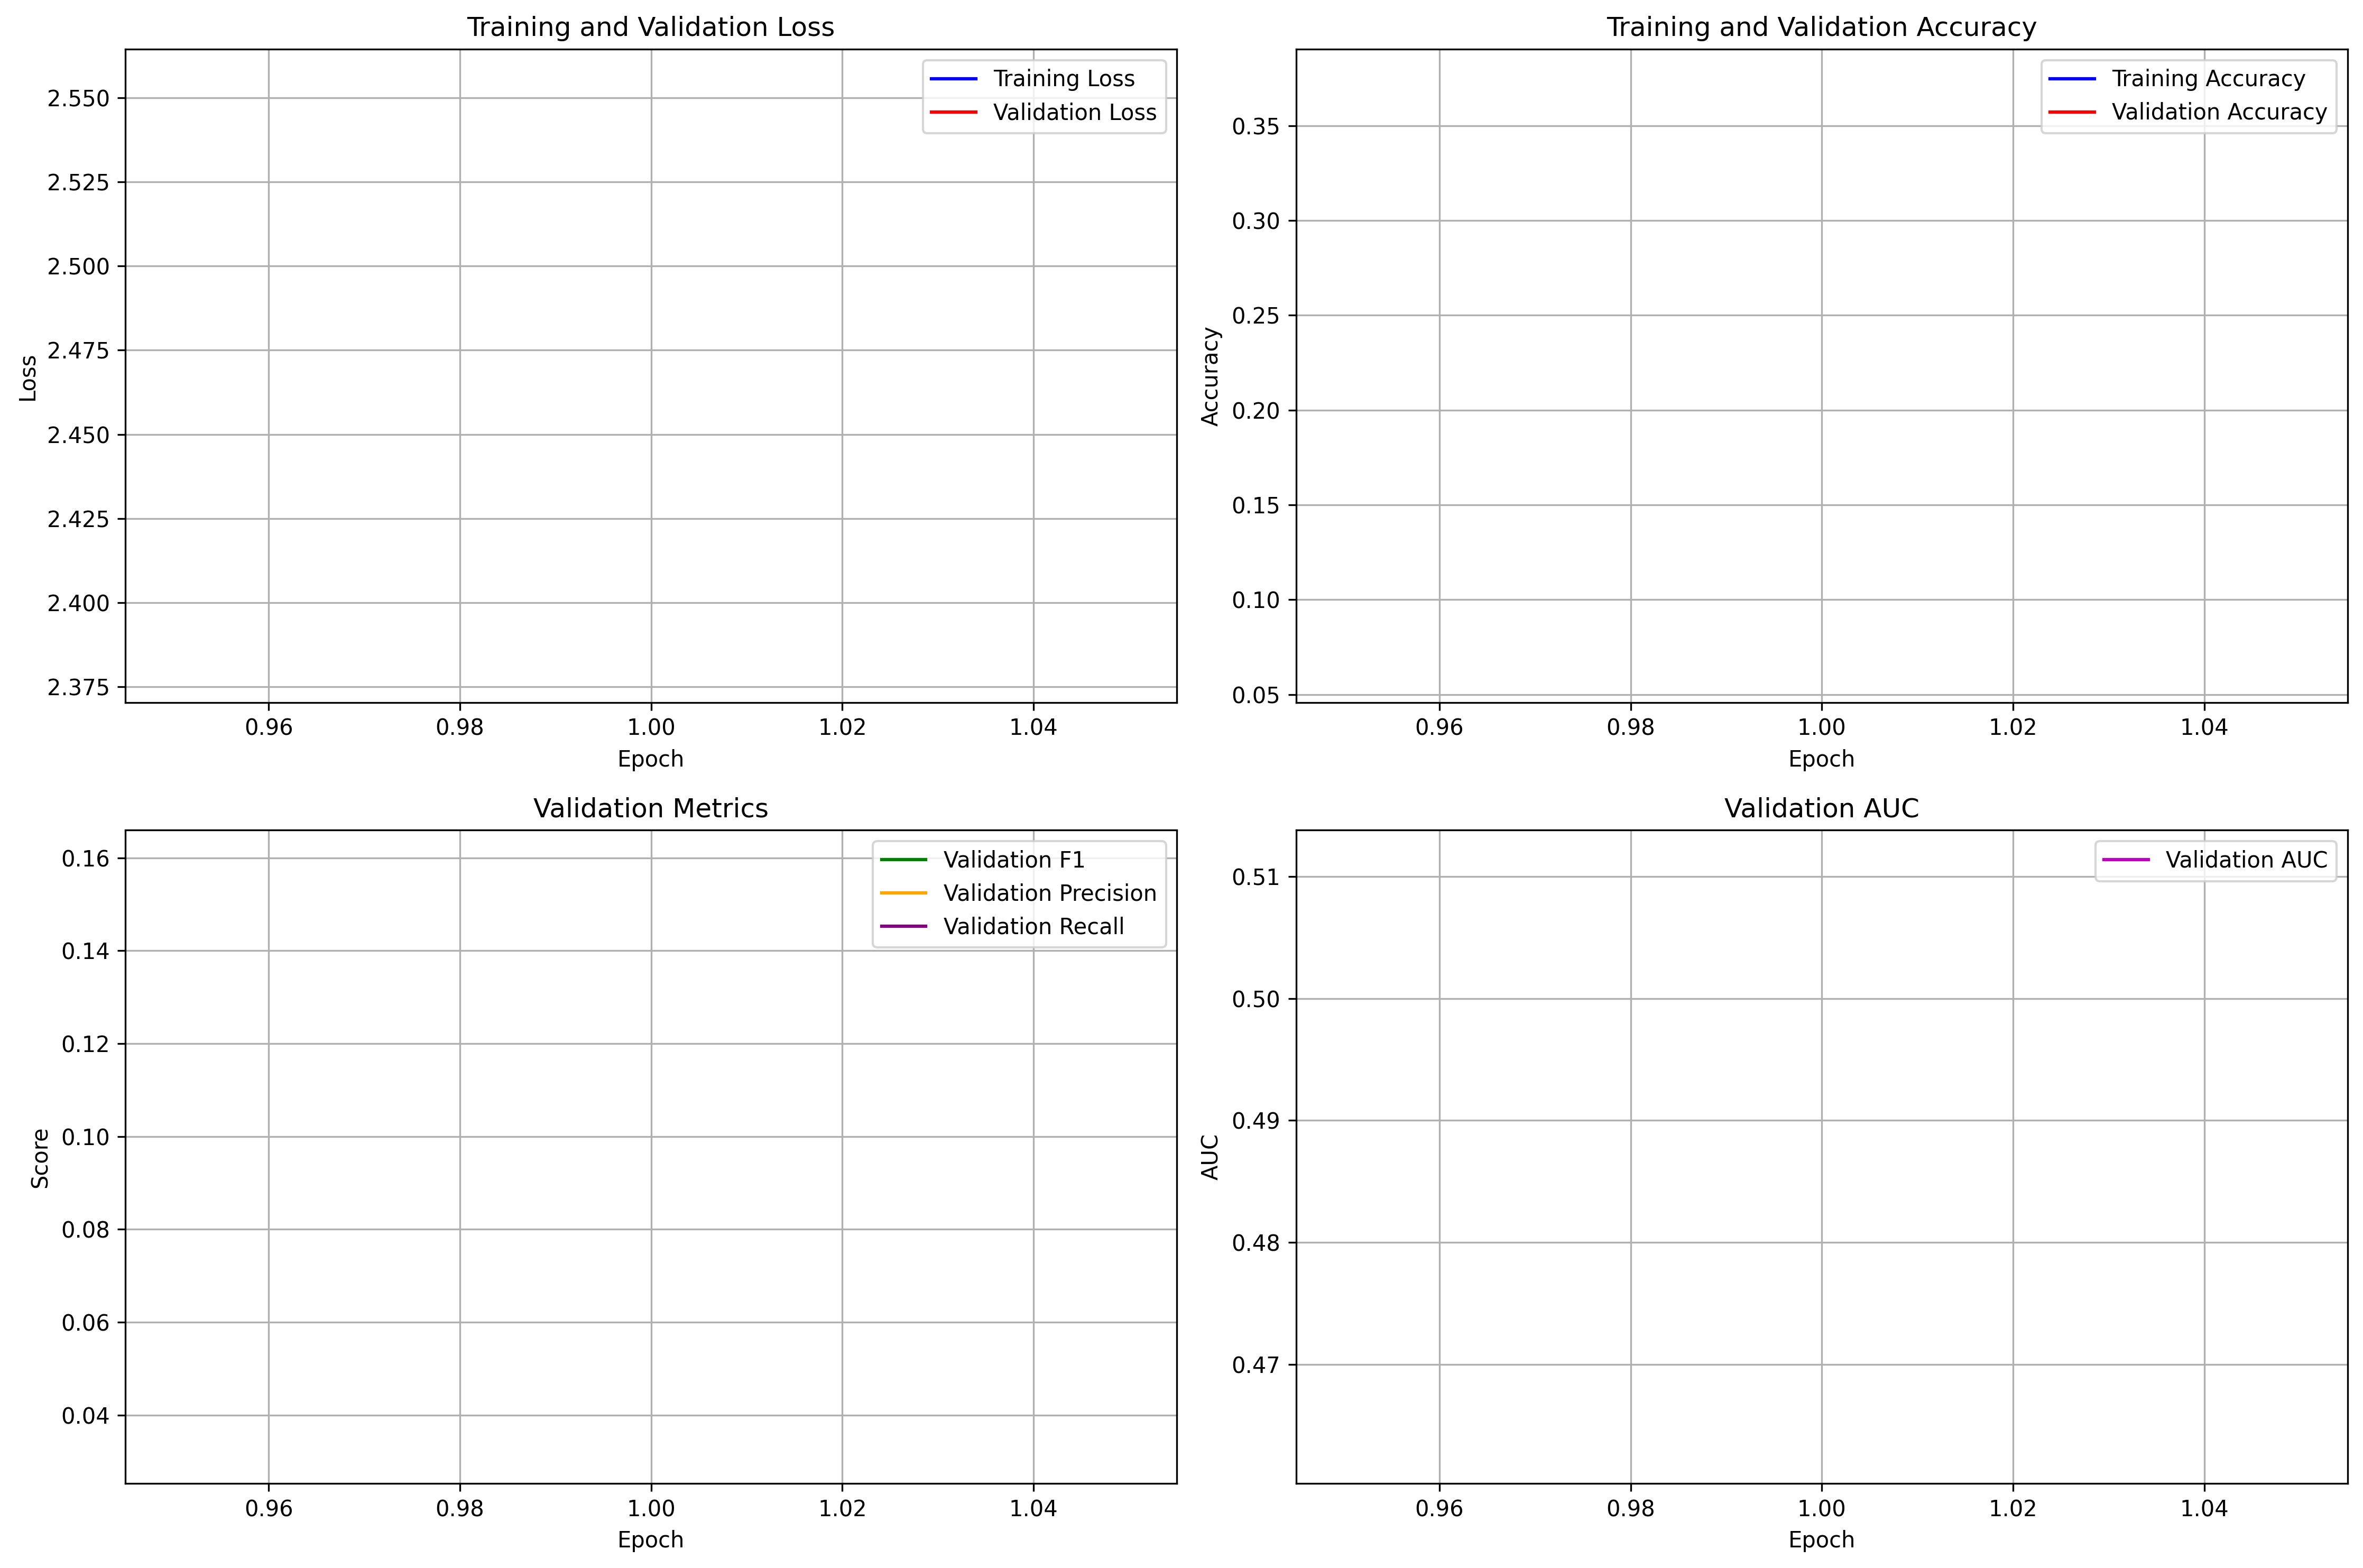 Training and Validation Loss
Training Loss
Validation Loss
2.550
2.525
2.500
2.475
2.450
2.425
2.400
2.375
Loss
0.96 0.98 1.00 1.02 1.04
Epoch
Training and Validation Accuracy
Training Accuracy
Validation Accuracy
0.35
0.30
0.25
0.20
0.15
0.10
0.05
Accuracy
0.96 0.98 1.00 1.02 1.04
Epoch
Validation Metrics
Validation F1
Validation Precision
Validation Recall
0.16
0.14
0.12
0.10
0.08
0.06
0.04
Score
0.96 0.98 1.00 1.02 1.04
Epoch
Validation AUC
Validation AUC
0.51
0.50
0.49
0.48
0.47
AUC
0.96 0.98 1.00 1.02 1.04
Epoch